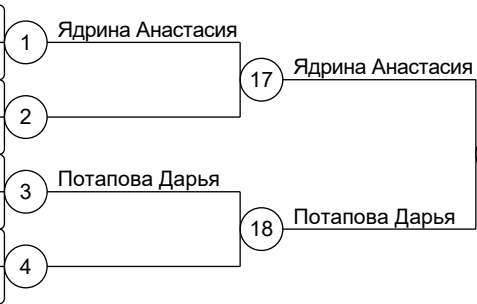 1 Ядрина Анастасия
17 Ядрина Анастасия
2
3 Потапова Дарья
18 Потапова Дарья
4